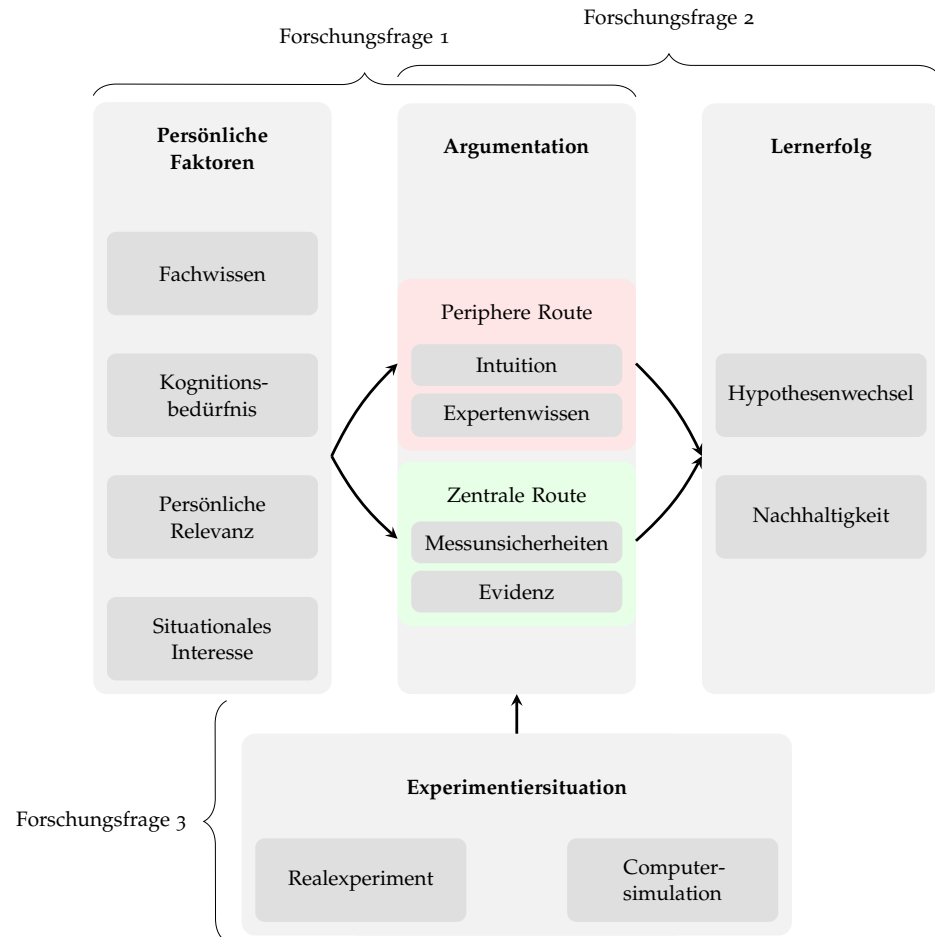 Forschungsfrage 1
Forschungsfrage 2
Persönliche
Faktoren
Fachwissen
Kognitions-
bedürfnis
Persönliche
Relevanz
Situationales
Interesse
Argumentation
Periphere Route
Intuition
Expertenwissen
Zentrale Route
Messunsicherheiten
Evidenz
Lernerfolg
Hypothesenwechsel
Nachhaltigkeit
Forschungsfrage 3
Experimentiersituation
Realexperiment
Computer-
simulation